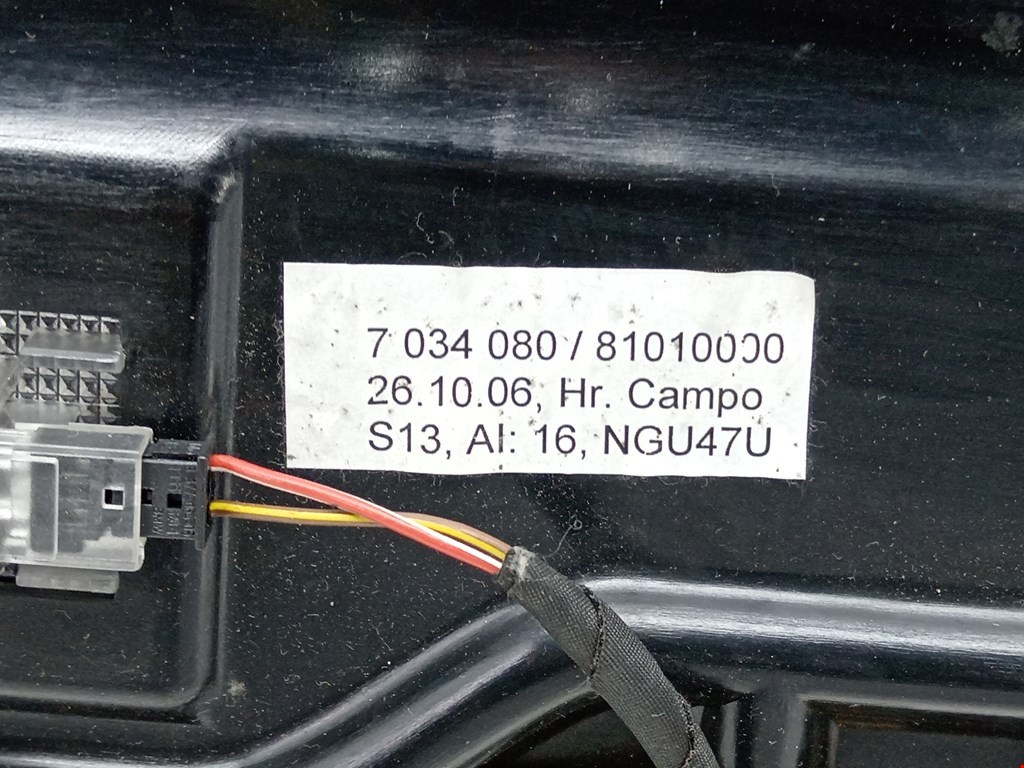 7 034 080 / 81010000
26.10.06, Hr. Campo
S13, AI: 16, NGU47U